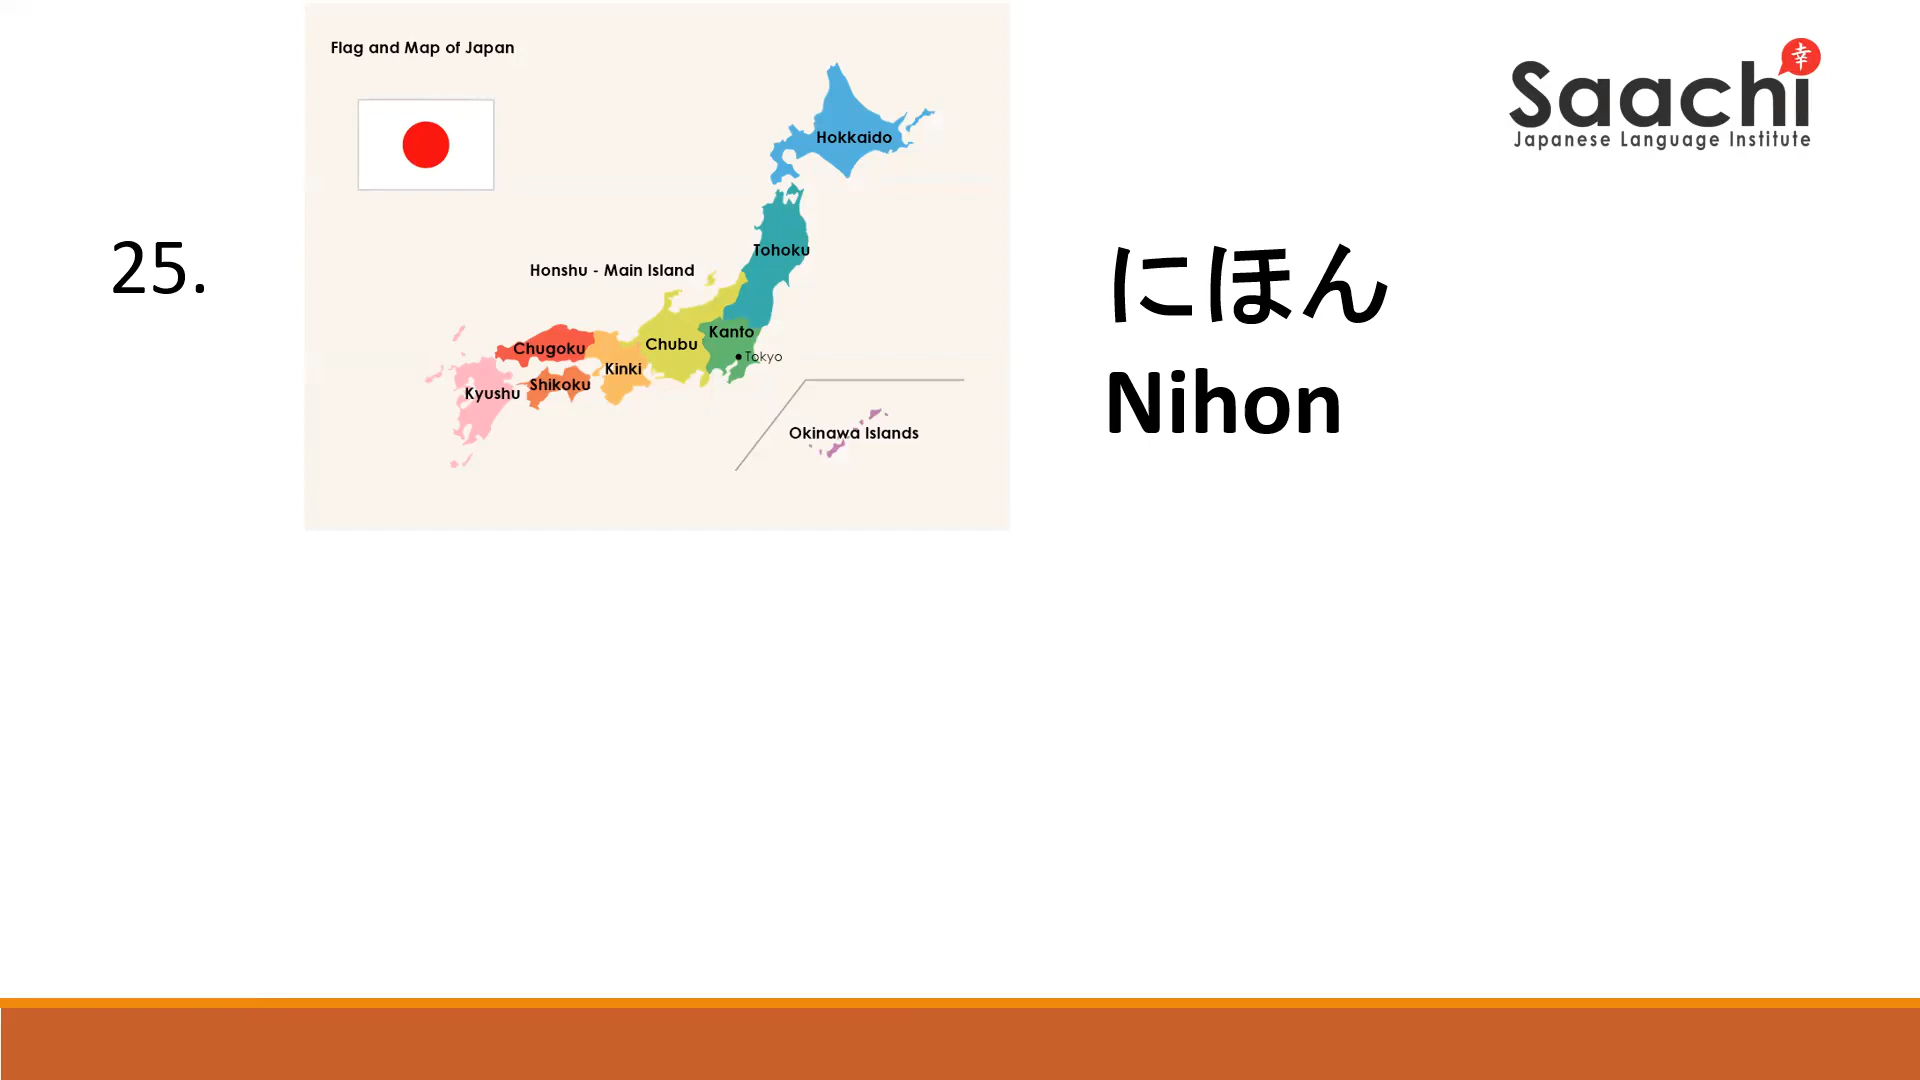 Flag and Map of Japan
Saachi
幸
Japanese Language Institute
Hokkaido
25.
Tohoku
Honshu - Main Island
にほん
Nihon
Kanto
Chubu
Chugoku
Tokyo
Kinki
Shikoku
Kyushu
Okinawa Islands